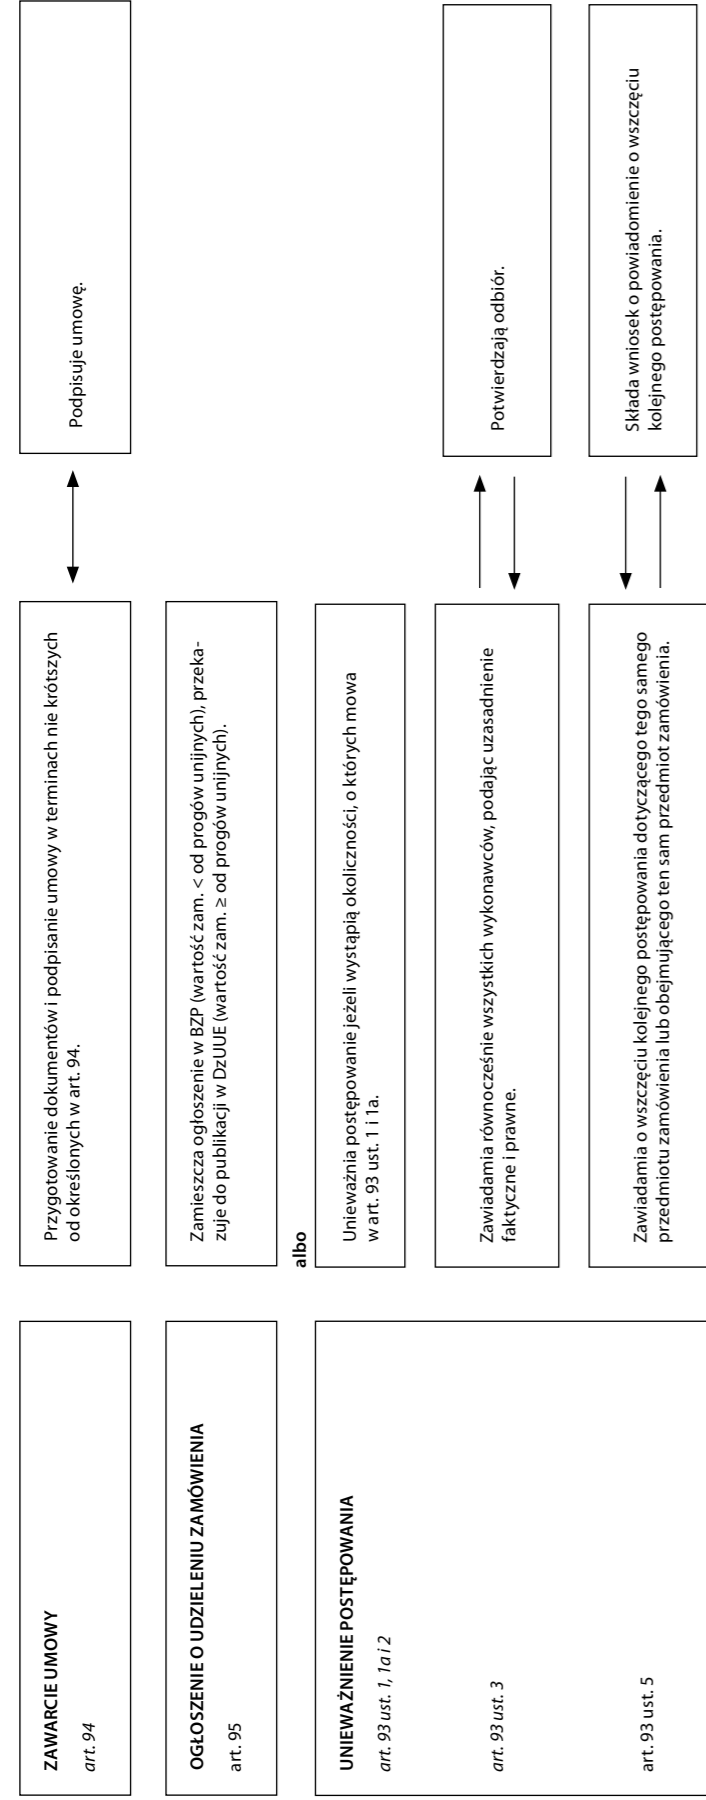 ZAWARCIE UMOWY
art. 94
Przygotowanie dokumentów i podpisanie umowy w terminach nie krótszych
od określonych w art. 94.
Podpisuje umowę.
OGŁOSZENIE O UDZIELENIU ZAMÓWIENIA
art. 95
Zamieszcza ogłoszenie w BZP (wartość zam. < od progów unijnych), przeka-
zuje do publikacji w DzUUE (wartość zam. ≥ od progów unijnych).
albo
UNIEWAŻNIENIE POSTĘPOWANIA
art. 93 ust. 1, 1a i 2
Unieważnia postępowanie jeżeli wystąpią okoliczności, o których mowa
w art. 93 ust. 1 i 1a.
art. 93 ust. 3
Zawiadamia równocześnie wszystkich wykonawców, podając uzasadnienie
faktyczne i prawne.
Potwierdzają odbiór.
art. 93 ust. 5
Zawiadamia o wszczęciu kolejnego postępowania dotyczącego tego samego
przedmiotu zamówienia lub obejmującego ten sam przedmiot zamówienia.
Składa wniosek o powiadomienie o wszczęciu
kolejnego postępowania.